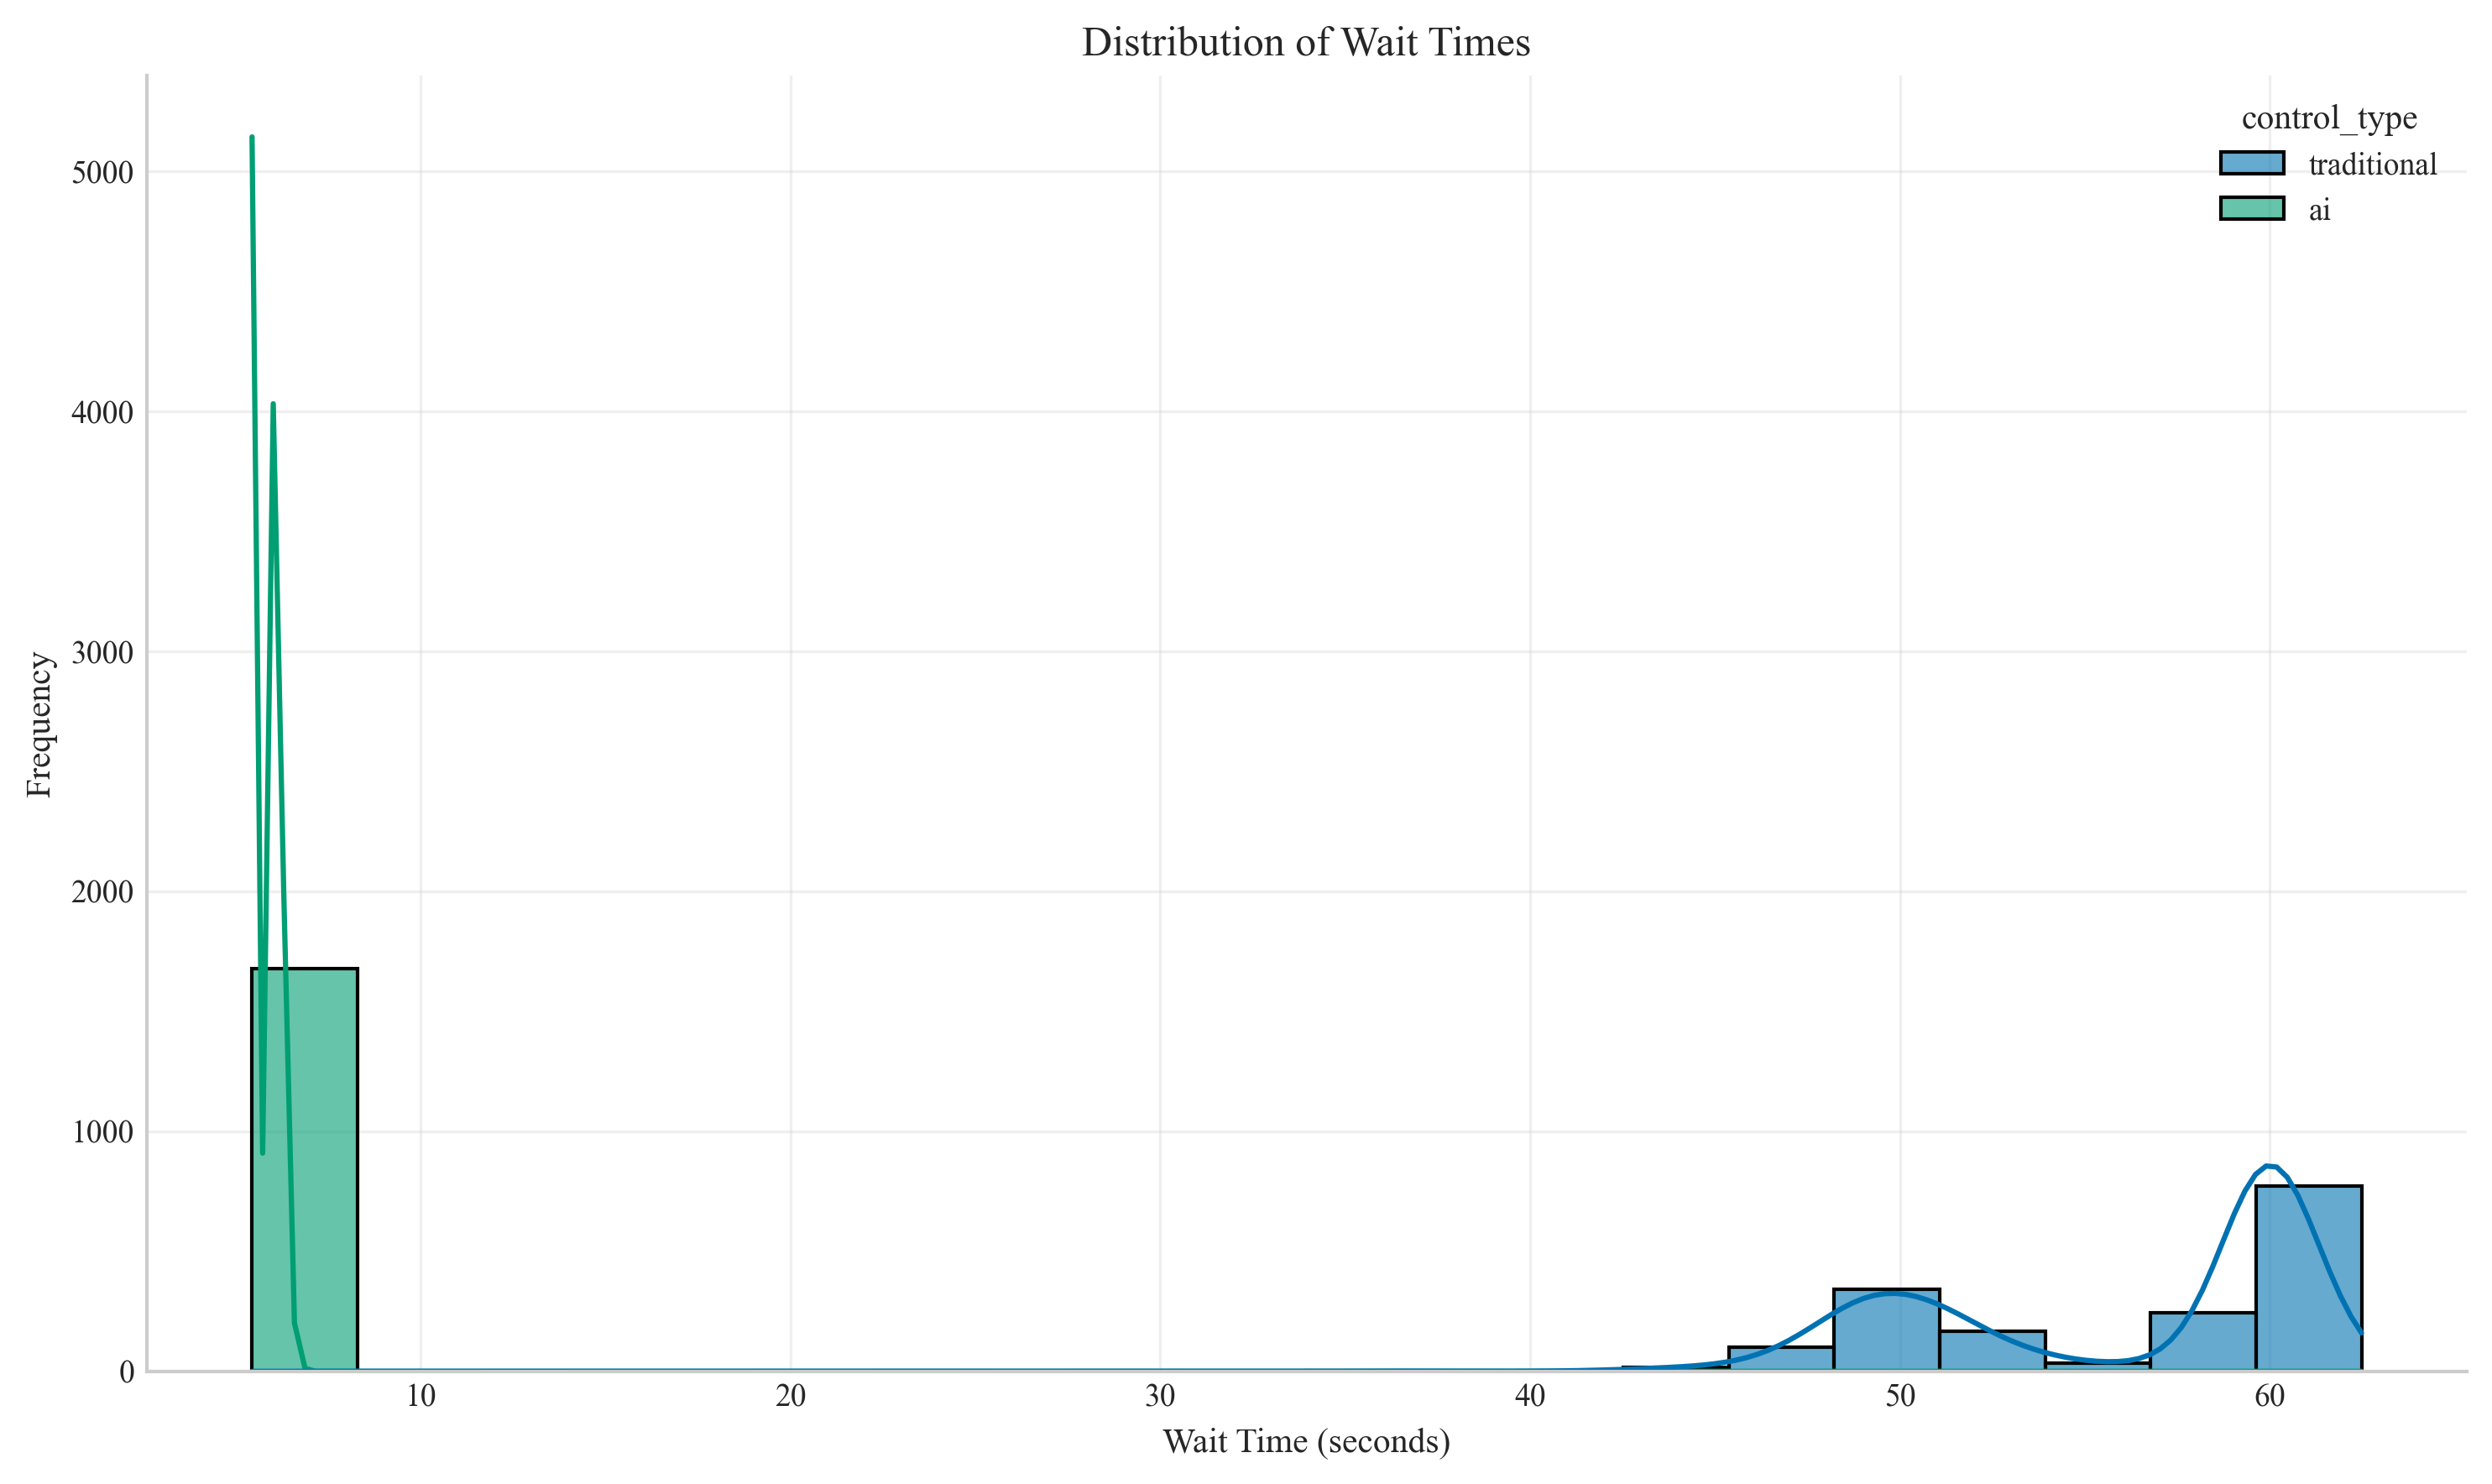 Distribution of Wait Times
control_type
traditional
ai
Frequency
5000
4000
3000
2000
1000
0
10 20 30 40 50 60
Wait Time (seconds)